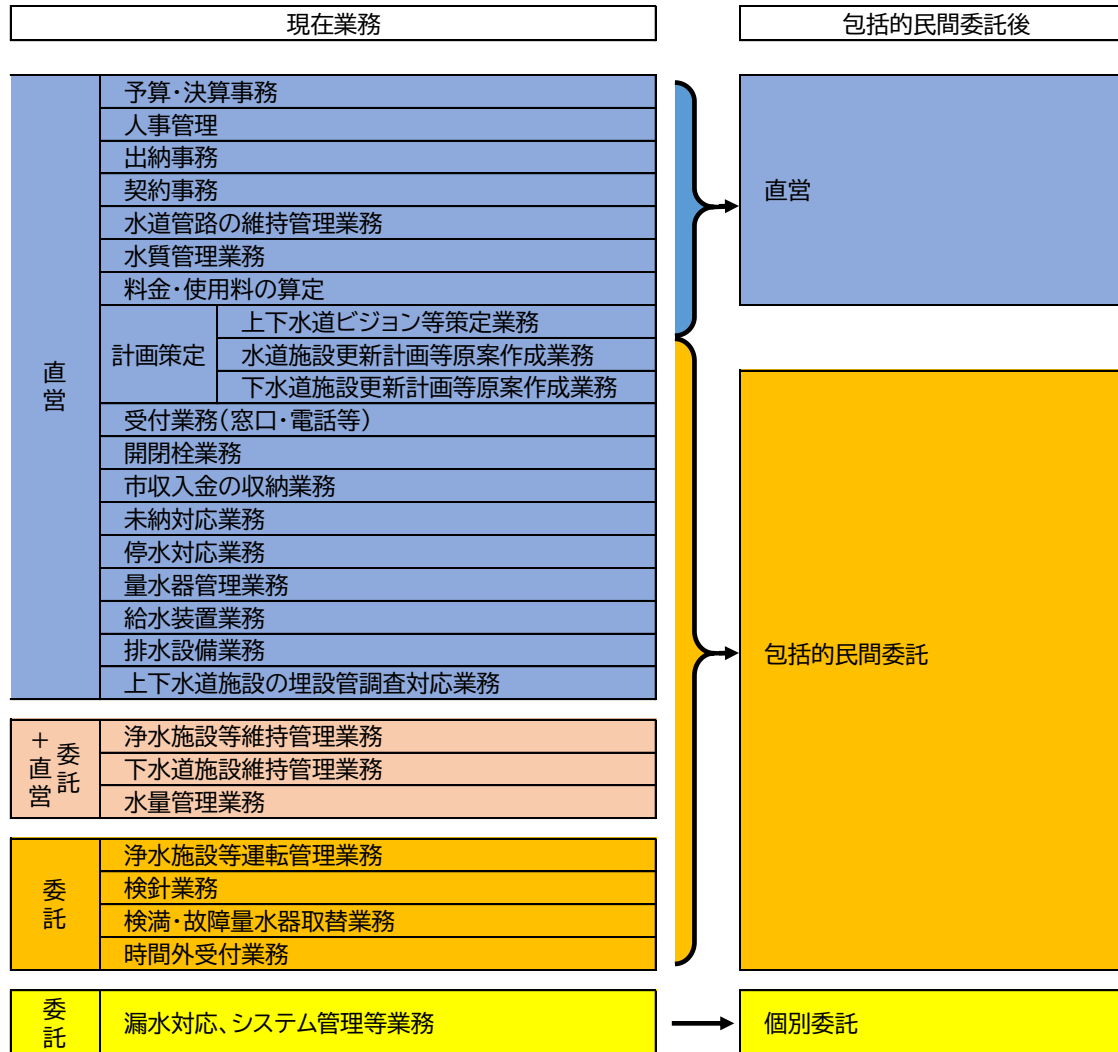 現在業務
包括的民間委託後
直営
予算・決算事務
人事管理
出納事務
契約事務
水道管路の維持管理業務
水質管理業務
料金・使用料の算定
計画策定
上下水道ビジョン等策定業務
水道施設更新計画等原案作成業務
下水道施設更新計画等原案作成業務
受付業務(窓口・電話等)
開閉栓業務
市収入金の収納業務
未納対応業務
停水対応業務
量水器管理業務
給水装置業務
排水設備業務
上下水道施設の埋設管調査対応業務
委託
+直営
浄水施設等維持管理業務
下水道施設維持管理業務
水量管理業務
委託
浄水施設等運転管理業務
検針業務
検満・故障量水器取替業務
時間外受付業務
委託
漏水対応、システム管理等業務
直営
包括的民間委託
個別委託